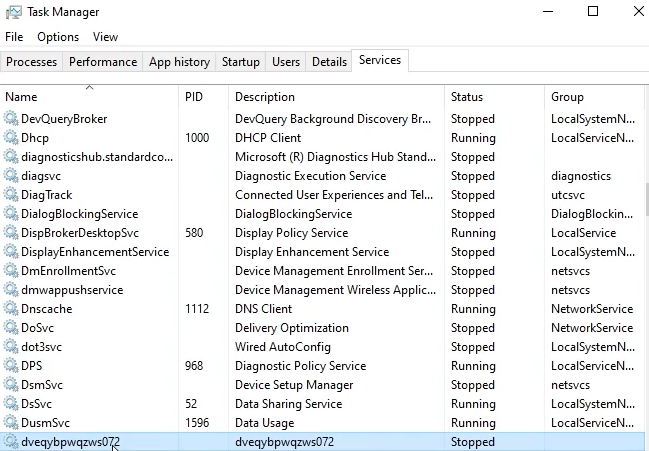 Task Manager
File Options View
Processes Performance App history Startup Users Details Services
Name PID Description Status Group
DevQueryBroker DevQuery Background Discovery Br... Stopped LocalSystemN...
Dhcp 1000 DHCP Client Running LocalServiceN...
diagnosticshub.standardco... Microsoft (R) Diagnostics Hub Stand... Stopped
diagsvc Diagnostic Execution Service Stopped diagnostics
DiagTrack Connected User Experiences and Tel... Stopped utcsvc
DialogBlockingService DialogBlockingService Stopped DialogBlockin...
DispBrokerDesktopSvc 580 Display Policy Service Running LocalService
DisplayEnhancementService Display Enhancement Service Stopped LocalSystemN...
DmEnrollmentSvc Device Management Enrollment Ser... Stopped netsvcs
dmwappushservice Device Management Wireless Applic... Stopped netsvcs
Dnscache 1112 DNS Client Running NetworkService
DoSvc Delivery Optimization Stopped NetworkService
dot3svc Wired AutoConfig Stopped LocalSystemN...
DPS 968 Diagnostic Policy Service Running LocalServiceN...
DsmSvc Device Setup Manager Stopped netsvcs
DsSvc 52 Data Sharing Service Running LocalSystemN...
DusmSvc 1596 Data Usage Running LocalServiceN...
dveqybpwqzws072 dveqybpwqzws072 Stopped